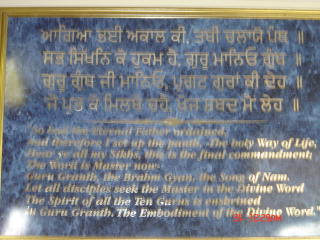 ਆਗਿਆ ਭਈ ਅਕਾਲ ਕੀ, ਤਬੀ ਚਲਾਯੋ ਪੰਥ ॥
ਸਭ ਸਿੱਖਨ ਕੋ ਹੁਕਮ ਹੈ, ਗੁਰੂ ਮਾਨਿਓ ਗ੍ਰੰਥ ॥
ਗੁਰੂ ਗ੍ਰੰਥ ਜੀ ਮਾਨਿਓ, ਪ੍ਰਗਟ ਗੁਰਾਂ ਕੀ ਦੇਹ ॥
ਜੋ ਪ੍ਰਭ ਕੋ ਮਿਲਬੋ ਚਹੈ, ਖੋਜ ਸ਼ਬਦ ਮੈਂ ਲੇਹ ॥
"So hath the Eternal Father ordained,
And therefore I set up the panth, -The holy Way of Life,
Hear ye all my Sikhs, this is the final commandment;
The Word is Master now-
Guru Granth, the Brahm Gyan, the Song of Nam.
Let all disciples seek the Master in the Divine Word
The Spirit of all the Ten Gurus is enshrined
in Guru Granth, The Embodiment of the Divine Word."